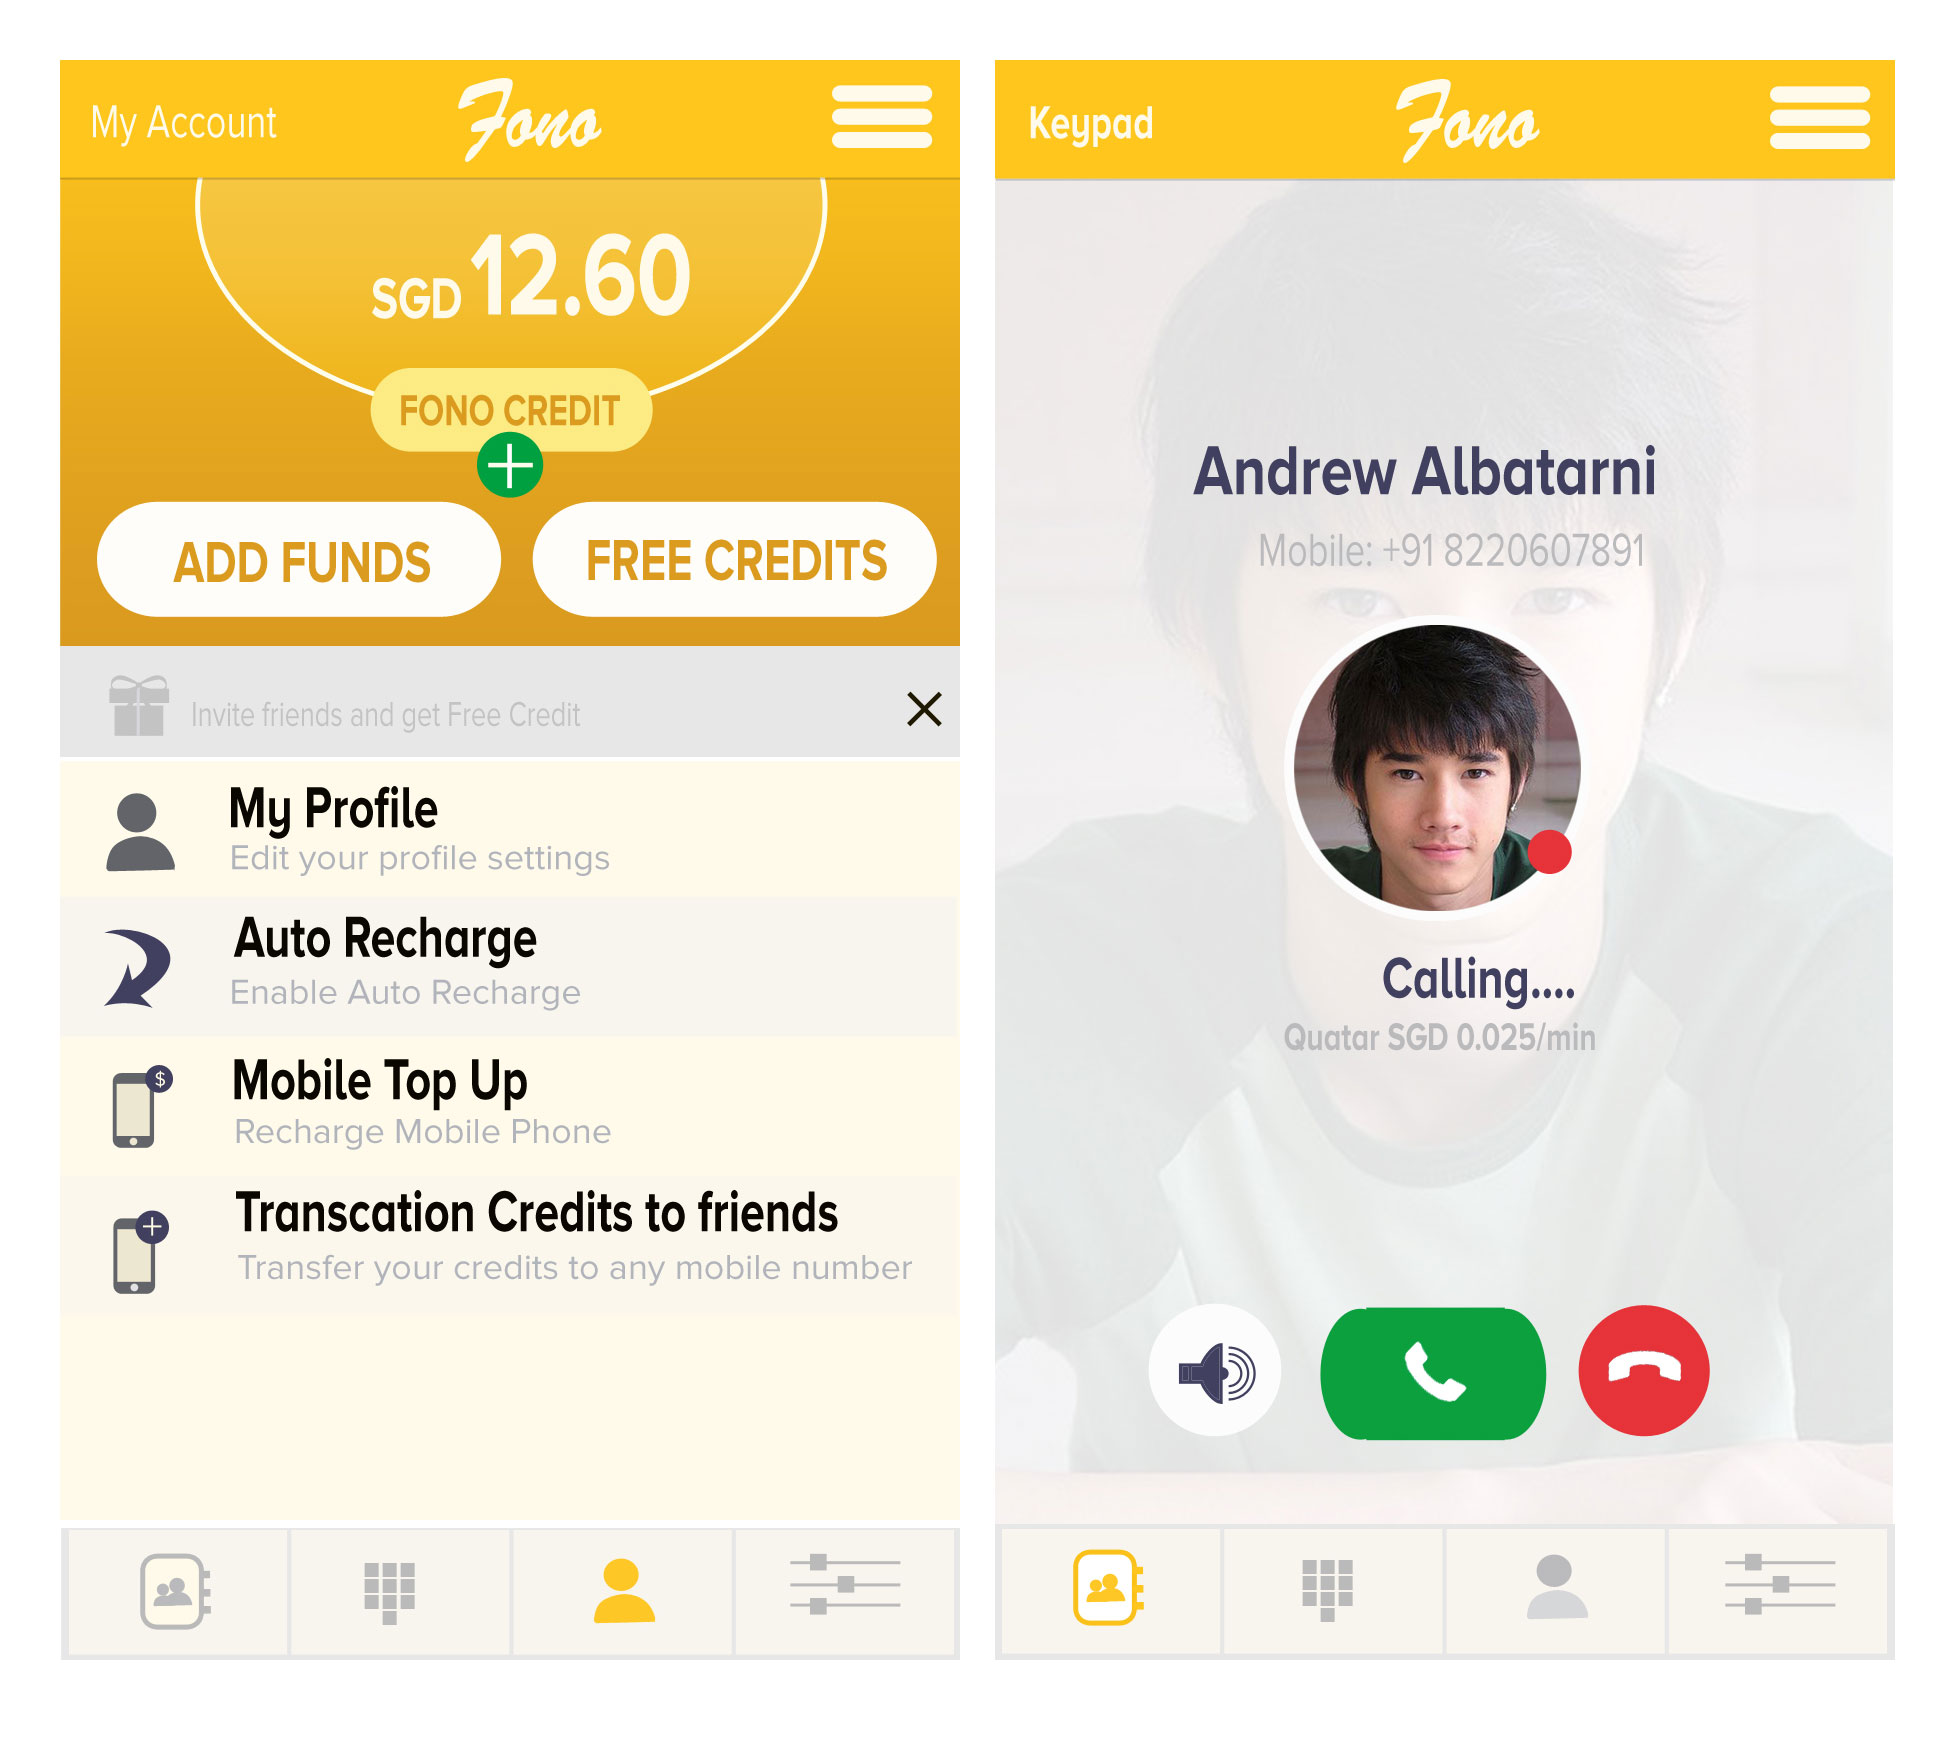 My Account
Fono
SGD 12.60
FONO CREDIT
ADD FUNDS
FREE CREDITS
Invite friends and get Free Credit
My Profile
Edit your profile settings
Auto Recharge
Enable Auto Recharge
$
Mobile Top Up
Recharge Mobile Phone
Transcation Credits to friends
Transfer your credits to any mobile number
Keypad
Fono
Andrew Albatarni
Mobile: +91 8220607891
Calling....
Quatar SGD 0.025/min